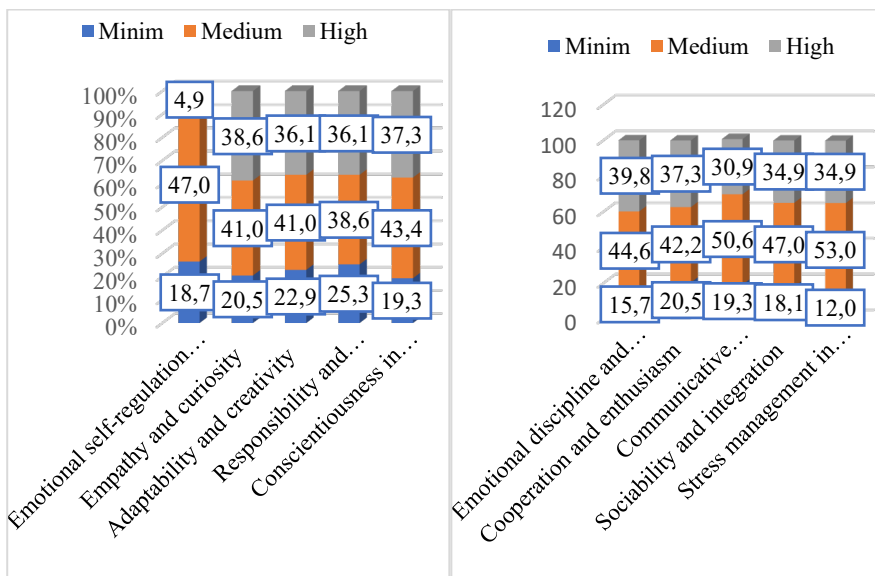 Minim Medium High
100%
90%
80%
70%
60%
50%
40%
30%
20%
10%
0%
4,9 38,6 36,1 36,1 37,3
47,0 41,0 41,0 38,6 43,4
18,7 20,5 22,9 25,3 19,3
Emotional self-regulation…
Empathy and curiosity
Adaptability and creativity
Responsibility and…
Conscientiousness in…
Minim Medium High
120
100
80
60
40
20
0
39,8 37,3 30,9 34,9 34,9
44,6 42,2 50,6 47,0 53,0
15,7 20,5 19,3 18,1 12,0
Emotional discipline and…
Cooperation and enthusiasm
Communicative…
Sociability and integration
Stress management in…